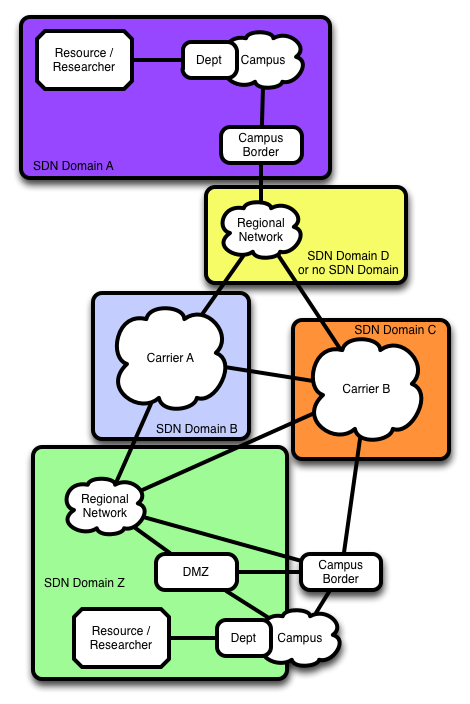 Resource /
Researcher
Dept
Campus
Campus
Border
SDN Domain A
Regional
Network
SDN Domain D
or no SDN Domain
Carrier A
SDN Domain B
SDN Domain C
Carrier B
Regional
Network
SDN Domain Z
DMZ
Campus
Border
Resource /
Researcher
Dept
Campus